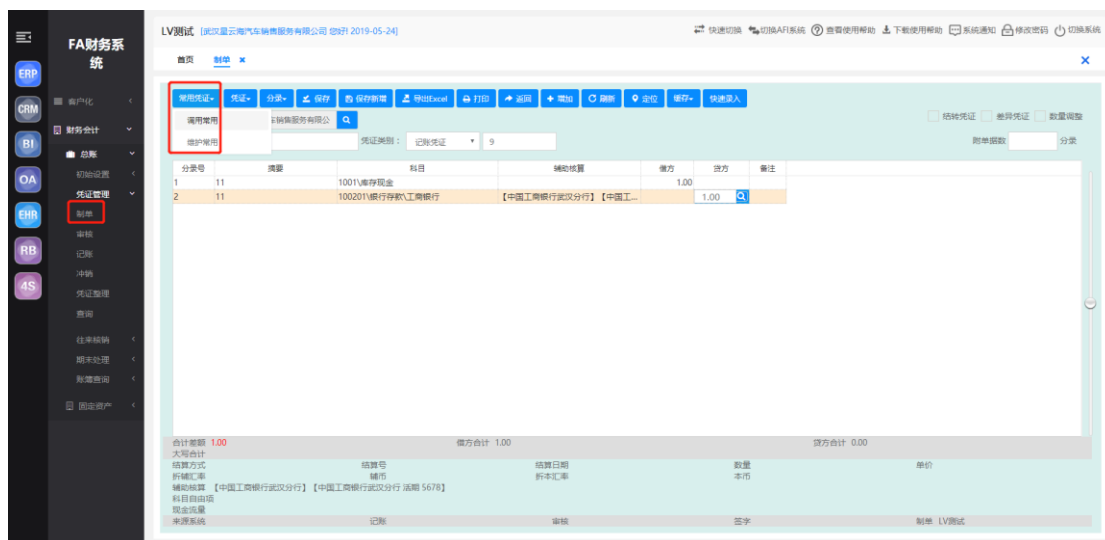 LV测试 [武汉星云海汽车销售服务有限公司 您好! 2019-05-24]
快速切换 切换AFI系统 查看使用帮助 下载使用帮助 系统通知 修改密码 切换系统
FA财务系统
首页 制单 ×
ERP
CRM
BI
OA
EHR
RB
4S
客户化
财务会计
总账
初始设置
凭证管理
制单
审核
记账
冲销
凭证整理
查询
往来核销
期末处理
账簿查询
固定资产
常用凭证 凭证 分录 保存 保存新增 导出Excel 打印 返回 增加 刷新 定位 缓存 快速录入
调用常用 车销售服务有限公 结转凭证 差异凭证 数量调整
维护常用 凭证类别： 记账凭证 9 附单据数 分录
分录号 摘要 科目 辅助核算 借方 贷方 备注
1 11 1001\库存现金 1.00
2 11 100201\银行存款\工商银行 【中国工商银行武汉分行】【中国工... 1.00
合计差额 1.00 借方合计 1.00 贷方合计 0.00
大写合计
结算方式 结算号 结算日期 数量 单价
折辅汇率 辅币 折本汇率 本币
辅助核算 【中国工商银行武汉分行】【中国工商银行武汉分行 活期 5678】
科目自由项
现金流量
来源系统 记账 审核 签字 制单 LV测试